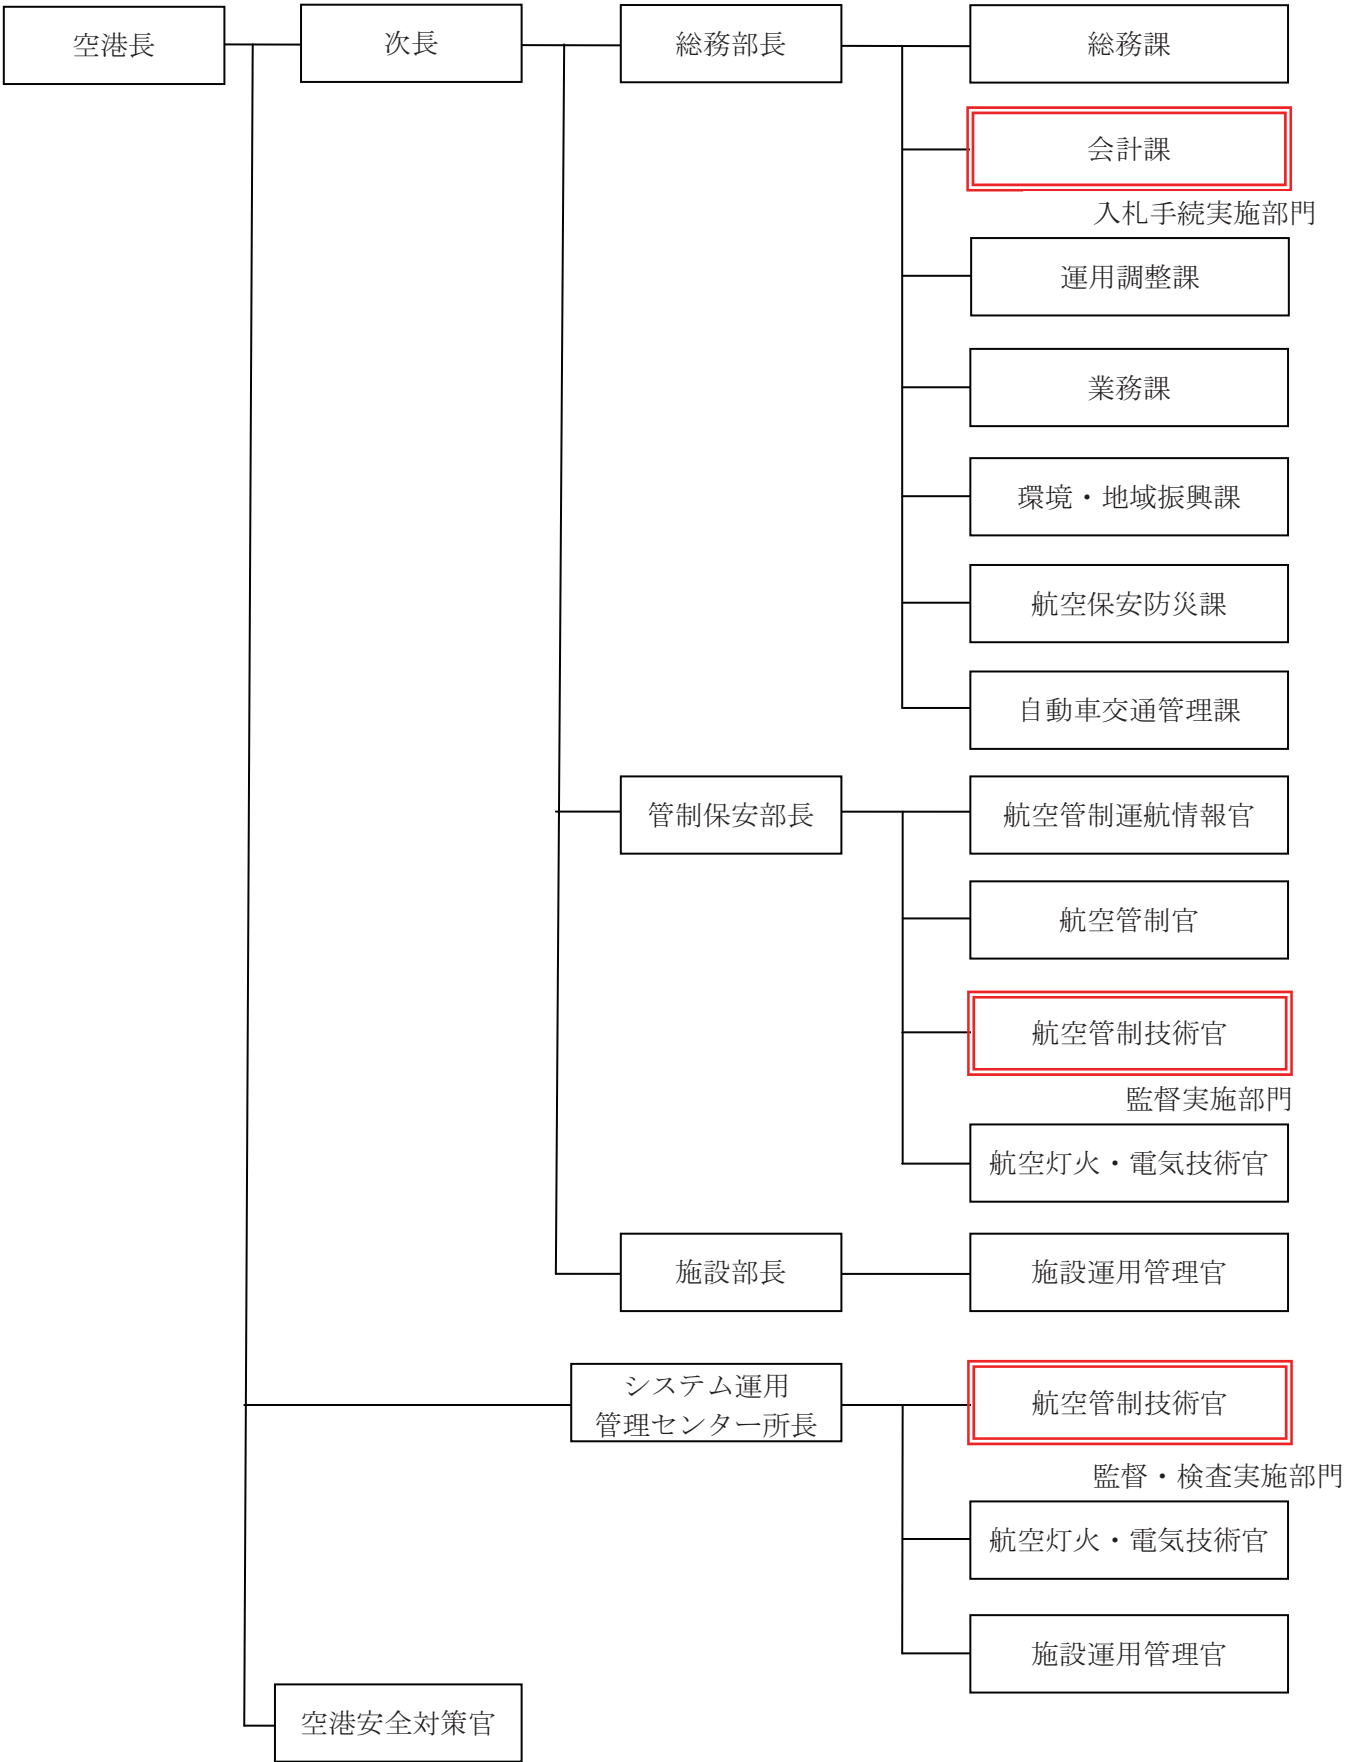 空港長
次長
総務部長
総務課
会計課
入札手続実施部門
運用調整課
業務課
環境・地域振興課
航空保安防災課
自動車交通管理課
管制保安部長
航空管制運航情報官
航空管制官
航空管制技術官
監督実施部門
航空灯火・電気技術官
施設部長
施設運用管理官
システム運用
管理センター所長
航空管制技術官
監督・検査実施部門
航空灯火・電気技術官
施設運用管理官
空港安全対策官